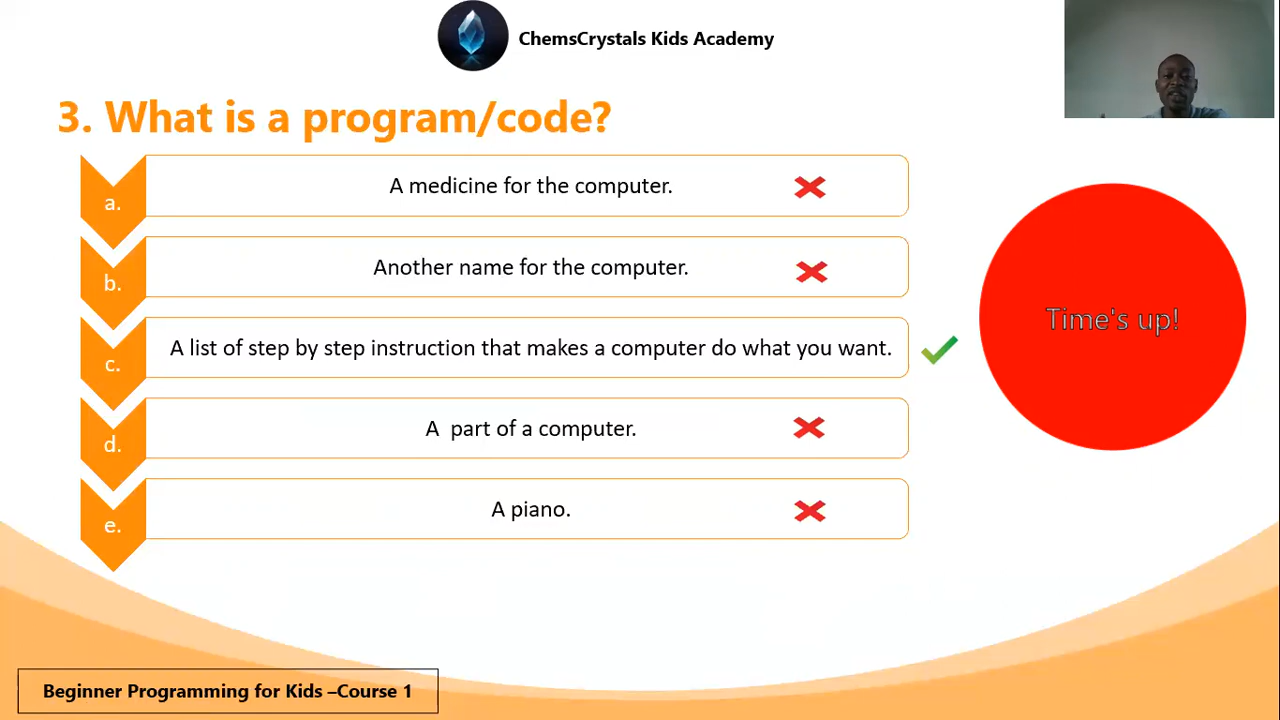 ChemsCrystals Kids Academy
3. What is a program/code?
a. A medicine for the computer.
b. Another name for the computer.
c. A list of step by step instruction that makes a computer do what you want.
d. A part of a computer.
e. A piano.
Time's up!
Beginner Programming for Kids –Course 1